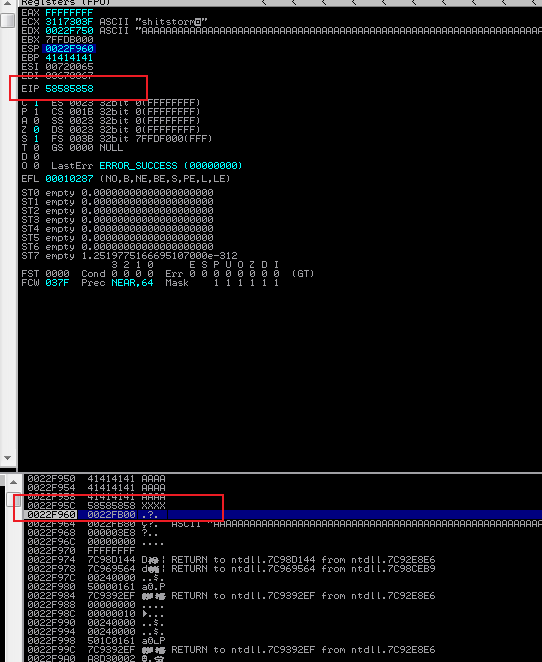 Registers (FPU) < < < < < <
EAX FFFFFFFF
ECX 3117303F ASCII "shitstorm
EDX 0022F750 ASCII "AAAAAAAAAAAAAAAAAAAAAAAAAAAAAAAAAAAAAAAAAAAAAAAAAAAAAAAA
EBX 7FFDB000
ESP 0022F960
EBP 41414141
ESI 00720065
EDI 00670067
EIP 58585858
C 1 ES 0023 32bit 0(FFFFFFFF)
P 1 CS 001B 32bit 0(FFFFFFFF)
A 0 SS 0023 32bit 0(FFFFFFFF)
Z 0 DS 0023 32bit 0(FFFFFFFF)
S 1 FS 003B 32bit 7FFDF000(FFF)
T 0 GS 0000 NULL
D 0
O 0 LastErr ERROR_SUCCESS (00000000)
EFL 00010287 (NO,B,NE,BE,S,PE,L,LE)
ST0 empty 0.0000000000000000000
ST1 empty 0.0000000000000000000
ST2 empty 0.0000000000000000000
ST3 empty 0.0000000000000000000
ST4 empty 0.0000000000000000000
ST5 empty 0.0000000000000000000
ST6 empty 0.0000000000000000000
ST7 empty 1.2519775166695107000e-312
3 2 1 0 E S P U O Z D I
FST 0000 Cond 0 0 0 0 Err 0 0 0 0 0 0 0 0 (GT)
FCW 037F Prec NEAR,64 Mask 1 1 1 1 1 1
0022F950 41414141 AAAA
0022F954 41414141 AAAA
0022F958 41414141 AAAA
0022F95C 58585858 XXXX
0022F960 0022FB00 .?.
0022F964 0022FB80 ASCII "AAAAAAAAAAAAAAAAAAAAAAAAAAAAAAAAAAAAAAAAAAAA
0022F968 000003E8
0022F96C 00000000 ....
0022F970 FFFFFFFF
0022F974 7C98D144 RETURN to ntdll.7C98D144 from ntdll.7C92E8E6
0022F978 7C969564 RETURN to ntdll.7C969564 from ntdll.7C98CEB9
0022F97C 00240000 ..$.
0022F980 50000161 a0.P
0022F984 7C9392EF RETURN to ntdll.7C9392EF from ntdll.7C92E8E6
0022F988 00000000 ....
0022F98C 00000010
0022F990 00240000 ..$.
0022F994 00240000 ..$.
0022F998 501C0161
0022F99C 7C9392EF RETURN to ntdll.7C9392EF from ntdll.7C92E8E6
0022F9A0 A8D30002